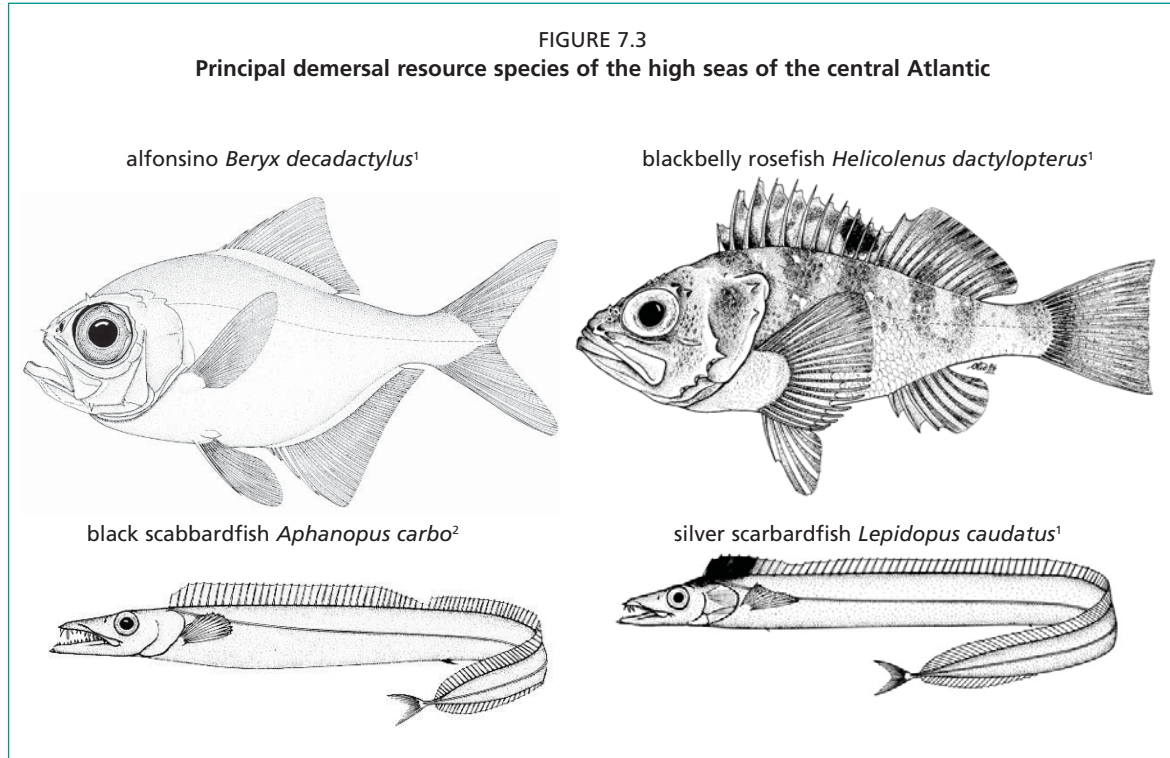 FIGURE 7.3
Principal demersal resource species of the high seas of the central Atlantic
alfonsino Beryx decadactylus¹
blackbelly rosefish Helicolenus dactylopterus¹
black scabbardfish Aphanopus carbo²
silver scarbardfish Lepidopus caudatus¹